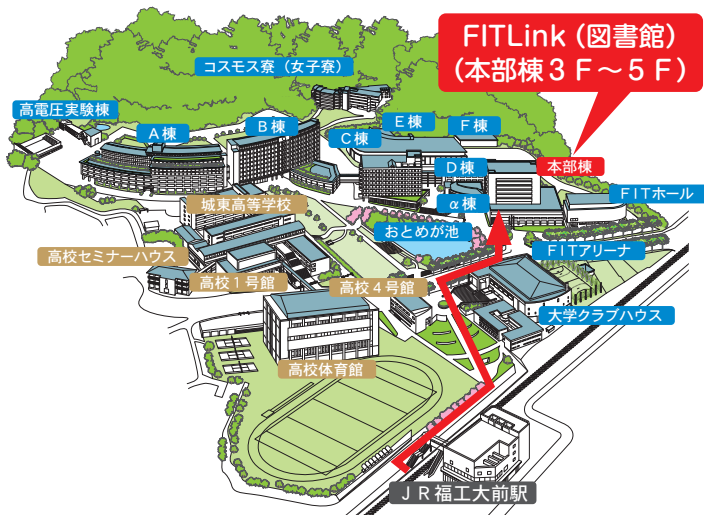 FITLink（図書館）
（本部棟３Ｆ～５Ｆ）
コスモス寮（女子寮）
高電圧実験棟
A棟
B棟
C棟
E棟
F棟
D棟
本部棟
α棟
FITホール
城東高等学校
おとめが池
高校セミナーハウス
FITアリーナ
高校１号館
高校４号館
大学クラブハウス
高校体育館
ＪＲ福工大前駅